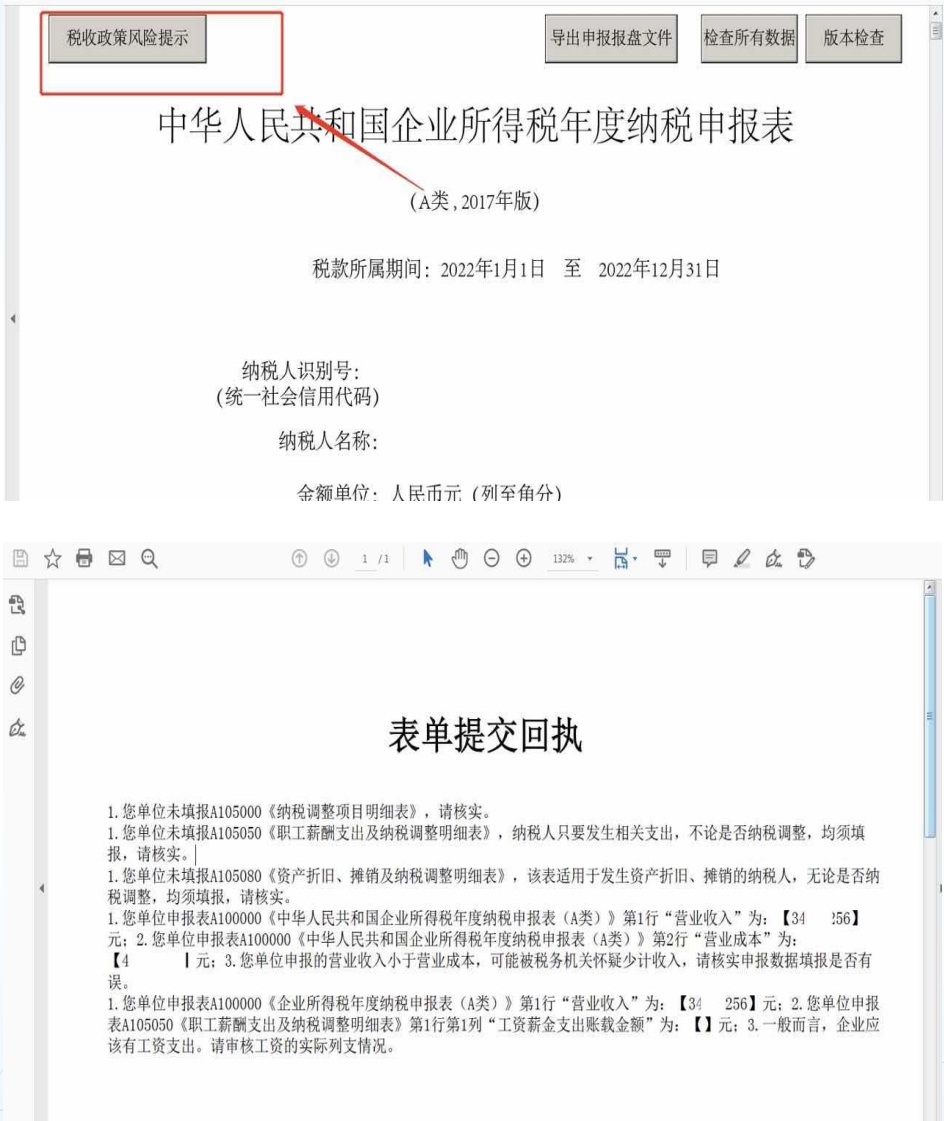 税收政策风险提示 导出申报报盘文件 检查所有数据 版本检查
中华人民共和国企业所得税年度纳税申报表
(A类,2017年版)
税款所属期间: 2022年1月1日 至 2022年12月31日
纳税人识别号:
(统一社会信用代码)
纳税人名称:
金额单位: 人民币元 (列至角分)
1 /1 132%
表单提交回执
1.您单位未填报A105000《纳税调整项目明细表》,请核实。
1.您单位未填报A105050《职工薪酬支出及纳税调整明细表》,纳税人只要发生相关支出,不论是否纳税调整,均须填
报,请核实。
1.您单位未填报A105080《资产折旧、摊销及纳税调整明细表》,该表适用于发生资产折旧、摊销的纳税人,无论是否纳
税调整,均须填报,请核实。
1.您单位申报表A100000《中华人民共和国企业所得税年度纳税申报表(A类)》第1行“营业收入”为:【34 256】
元;2.您单位申报表A100000《中华人民共和国企业所得税年度纳税申报表(A类)》第2行“营业成本”为:
【4 】元;3.您单位申报的营业收入小于营业成本,可能被税务机关怀疑少计收入,请核实申报数据填报是否有
误。
1.您单位申报表A100000《企业所得税年度纳税申报表(A类)》第1行“营业收入”为:【34 256】元;2.您单位申报
表A105050《职工薪酬支出及纳税调整明细表》第1行第1列“工资薪金支出账载金额”为:【】元;3.一般而言,企业应
该有工资支出。请审核工资的实际列支情况。